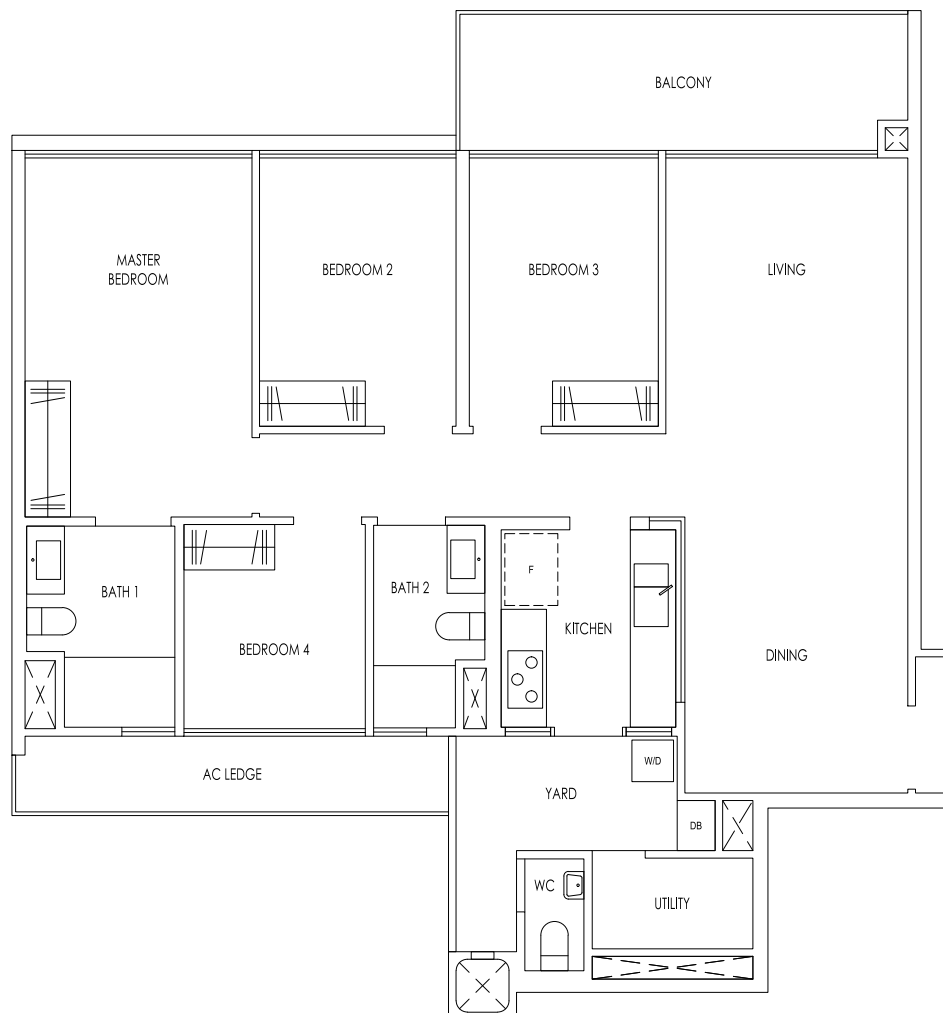 BALCONY
MASTER
BEDROOM
BEDROOM 2
BEDROOM 3
LIVING
F
BATH 1
BATH 2
KITCHEN
BEDROOM 4
DINING
AC LEDGE
W/D
YARD
DB
WC
UTILITY